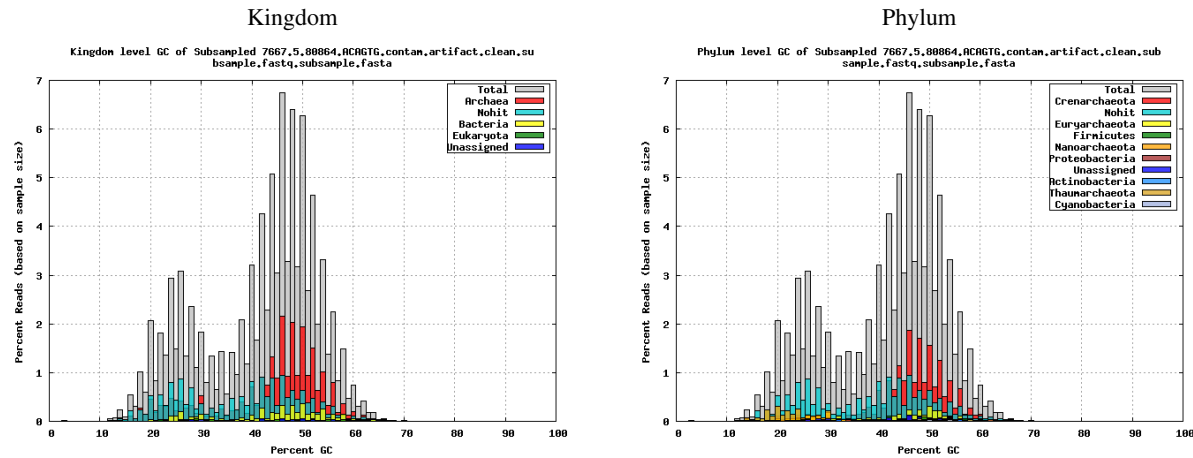 Kingdom
Kingdom level GC of Subsampled 7667.5.80864.ACAGTG.contam.artifact.clean.su
bsample.fastq.subsample.fasta
7
6
5
4
3
2
1
0
Percent Reads (based on sample size)
Total
Archaea
Nohit
Bacteria
Eukaryota
Unassigned
0 10 20 30 40 50 60 70 80 90 100
Percent GC
Phylum
Phylum level GC of Subsampled 7667.5.80864.ACAGTG.contam.artifact.clean.sub
sample.fastq.subsample.fasta
7
6
5
4
3
2
1
0
Percent Reads (based on sample size)
Total
Crenarchaeota
Nohit
Euryarchaeota
Firmicutes
Nanoarchaeota
Proteobacteria
Unassigned
Actinobacteria
Thaumarchaeota
Cyanobacteria
0 10 20 30 40 50 60 70 80 90 100
Percent GC